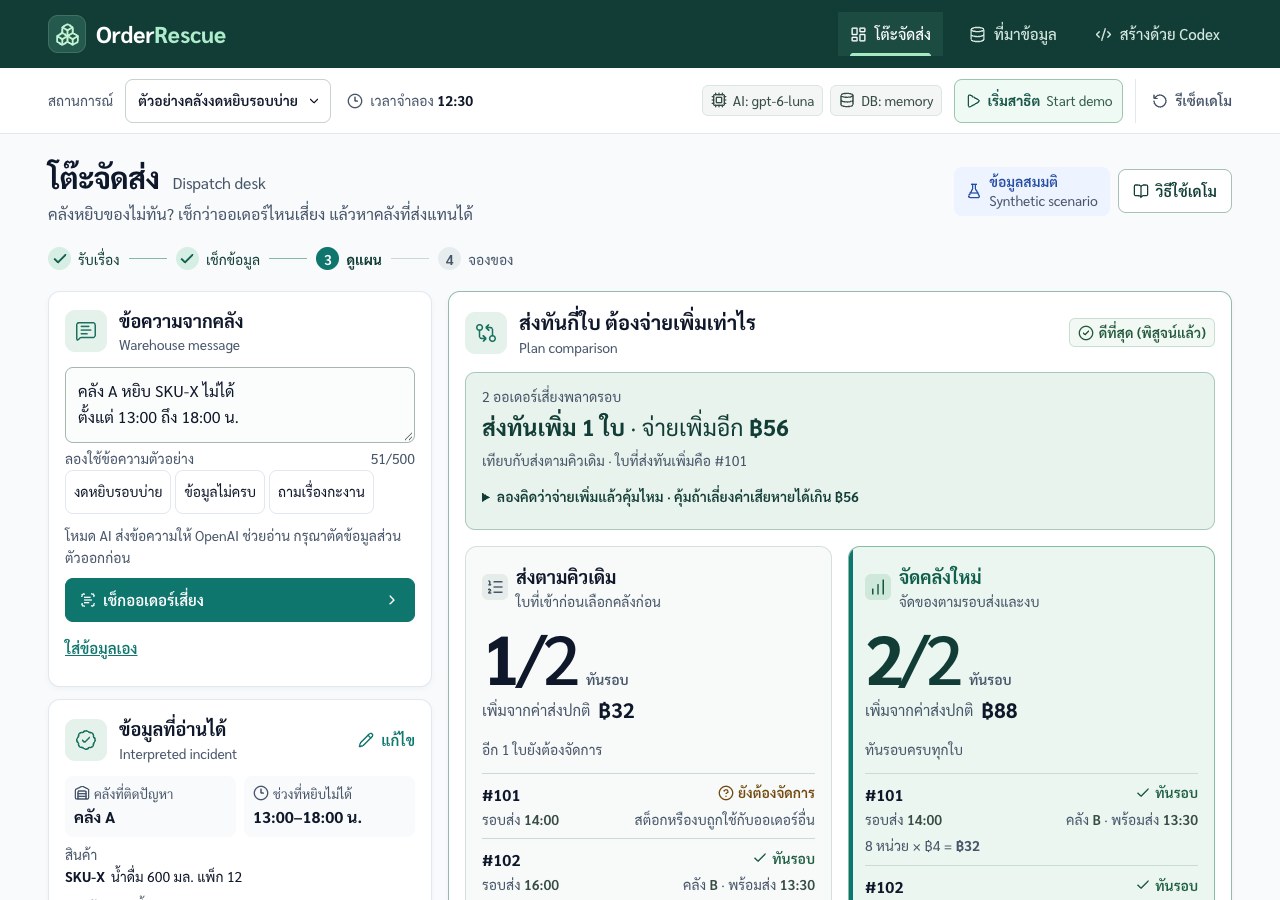 OrderRescue
โต๊ะจัดส่ง
ที่มาข้อมูล
สร้างด้วย Codex
สถานการณ์
ตัวอย่างคลังงดหยิบรอบบ่าย
เวลาจำลอง 12:30
AI: gpt-6-luna
DB: memory
เริ่มสาธิต Start demo
รีเซ็ตเดโม
โต๊ะจัดส่ง Dispatch desk
คลังหยิบของไม่ทัน? เช็กว่าออเดอร์ไหนเสี่ยง แล้วหาคลังที่ส่งแทนได้
ข้อมูลสมมติ
Synthetic scenario
วิธีใช้เดโม
รับเรื่อง
เช็กข้อมูล
3 ดูแผน
4 จองของ
ข้อความจากคลัง
Warehouse message
คลัง A หยิบ SKU-X ไม่ได้
ตั้งแต่ 13:00 ถึง 18:00 น.
ลองใช้ข้อความตัวอย่าง 51/500
งดหยิบรอบบ่าย
ข้อมูลไม่ครบ
ถามเรื่องกะงาน
โหมด AI ส่งข้อความให้ OpenAI ช่วยอ่าน กรุณาตัดข้อมูลส่วน
ตัวออกก่อน
เช็กออเดอร์เสี่ยง
ใส่ข้อมูลเอง
ข้อมูลที่อ่านได้
Interpreted incident
แก้ไข
คลังที่ติดปัญหา
คลัง A
ช่วงที่หยิบไม่ได้
13:00–18:00 น.
สินค้า
SKU-X น้ำดื่ม 600 มล. แพ็ก 12
ส่งทันกี่ใบ ต้องจ่ายเพิ่มเท่าไร
Plan comparison
ดีที่สุด (พิสูจน์แล้ว)
2 ออเดอร์เสี่ยงพลาดรอบ
ส่งทันเพิ่ม 1 ใบ · จ่ายเพิ่มอีก ฿56
เทียบกับส่งตามคิวเดิม · ใบที่ส่งทันเพิ่มคือ #101
ลองคิดว่าจ่ายเพิ่มแล้วคุ้มไหม · คุ้มถ้าเลี่ยงค่าเสียหายได้เกิน ฿56
ส่งตามคิวเดิม
ใบที่เข้าก่อนเลือกคลังก่อน
1/2 ทันรอบ
เพิ่มจากค่าส่งปกติ ฿32
อีก 1 ใบยังต้องจัดการ
#101 ยังต้องจัดการ
รอบส่ง 14:00 สต็อกหรืองบถูกใช้กับออเดอร์อื่น
#102 ทันรอบ
รอบส่ง 16:00 คลัง B · พร้อมส่ง 13:30
จัดคลังใหม่
จัดของตามรอบส่งและงบ
2/2 ทันรอบ
เพิ่มจากค่าส่งปกติ ฿88
ทันรอบครบทุกใบ
#101 ทันรอบ
รอบส่ง 14:00 คลัง B · พร้อมส่ง 13:30
8 หน่วย × ฿4 = ฿32
#102 ทันรอบ